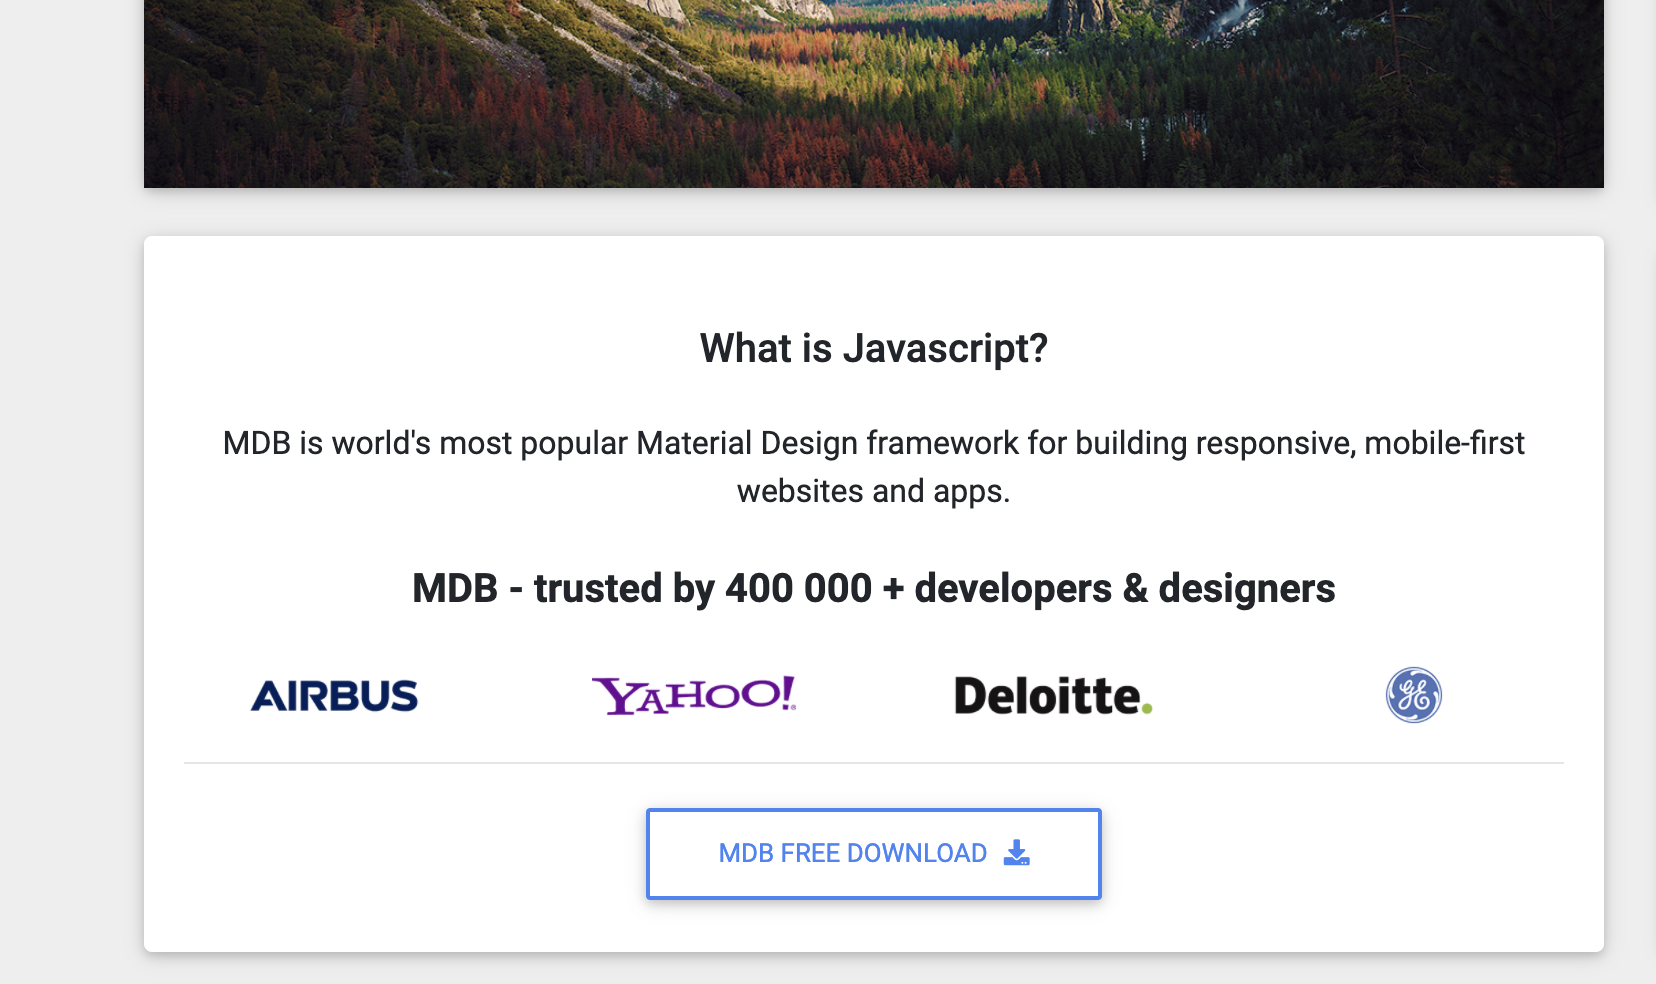 What is Javascript?
MDB is world's most popular Material Design framework for building responsive, mobile-first
websites and apps.
MDB - trusted by 400 000 + developers & designers
AIRBUS YAHOO! Deloitte. GE
MDB FREE DOWNLOAD